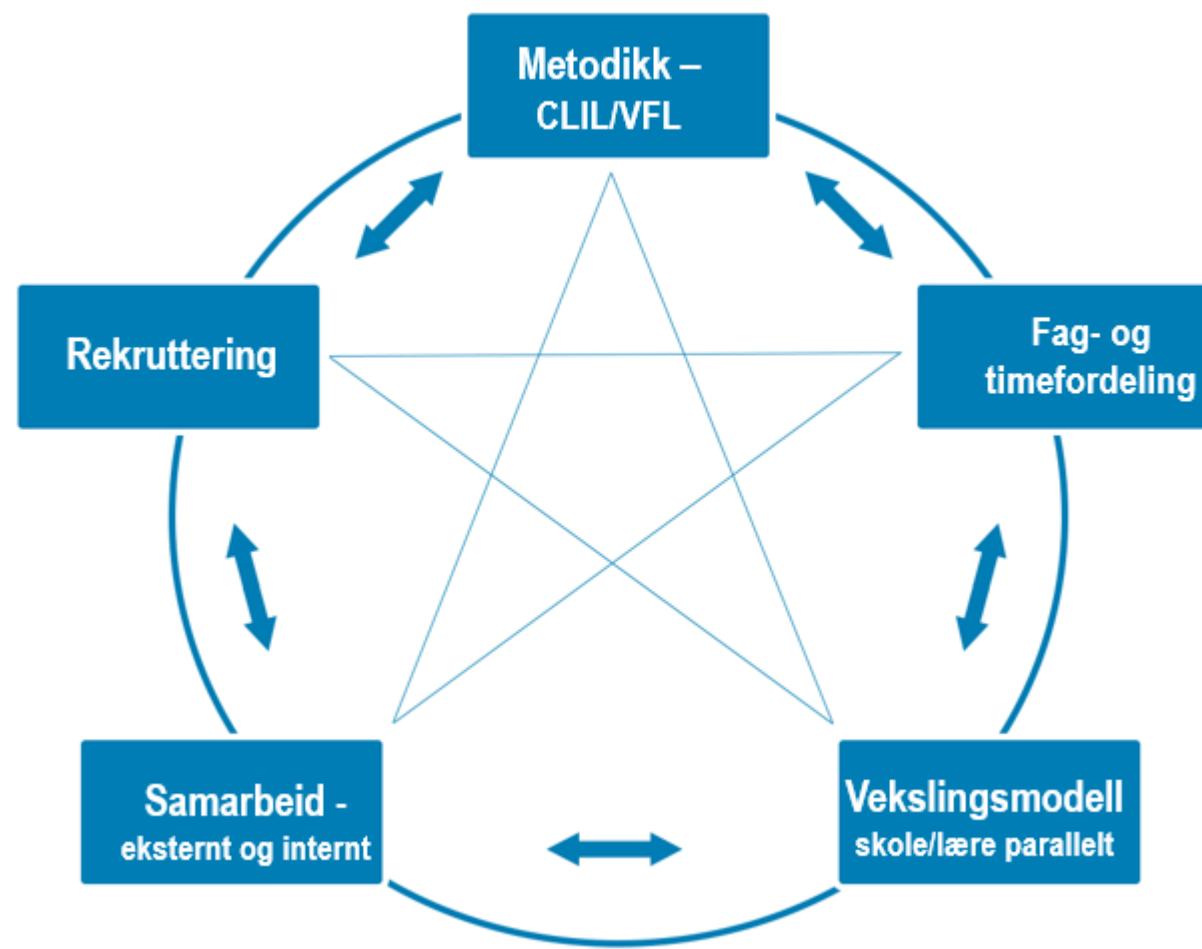 Metodikk –
CLIL/VFL
Rekruttering
Fag- og
timefordeling
Samarbeid -
eksternt og internt
Vekslingsmodell
skole/lære parallelt